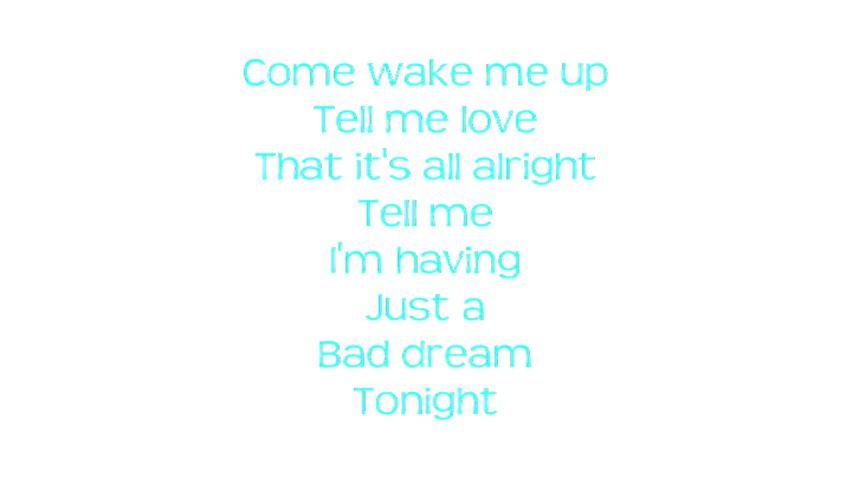 Come wake me up
Tell me love
That it's all alright
Tell me
I'm having
Just a
Bad dream
Tonight